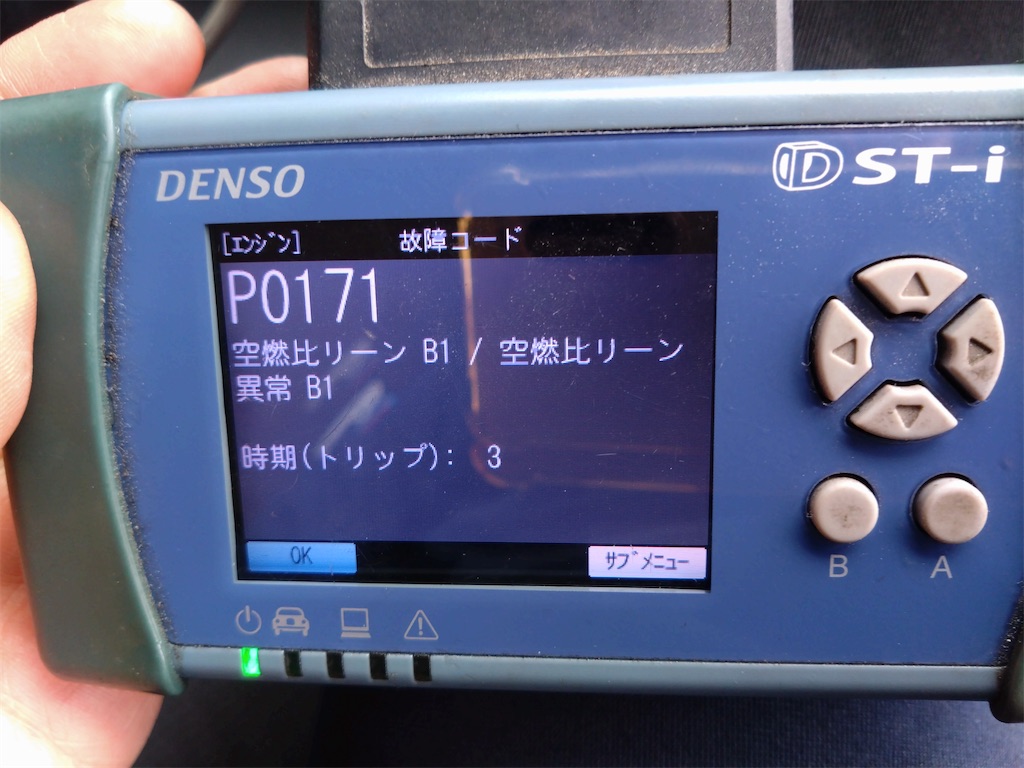 DENSO
D ST-i
[エンジン] 故障コード
P0171
空燃比リーン B1 / 空燃比リーン
異常 B1
時期(トリップ): 3
OK サブメニュー
B A